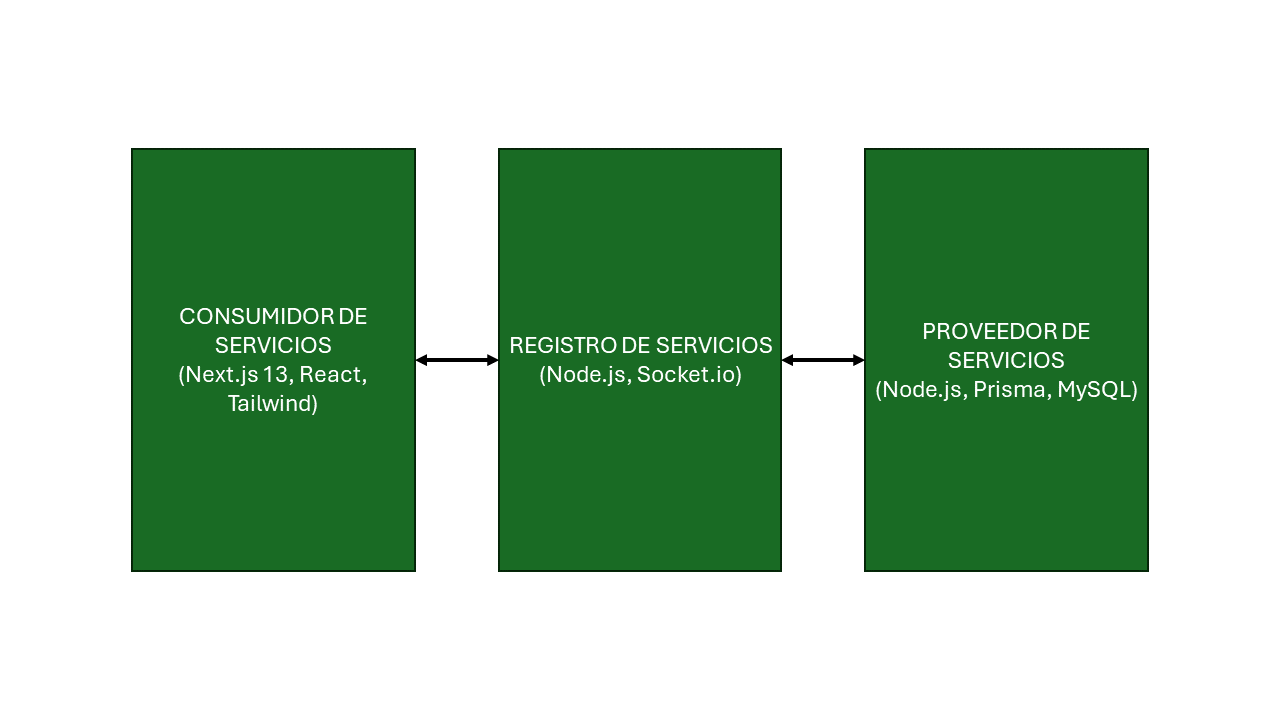 CONSUMIDOR DE
SERVICIOS
(Next.js 13, React,
Tailwind)
REGISTRO DE SERVICIOS
(Node.js, Socket.io)
PROVEEDOR DE
SERVICIOS
(Node.js, Prisma, MySQL)